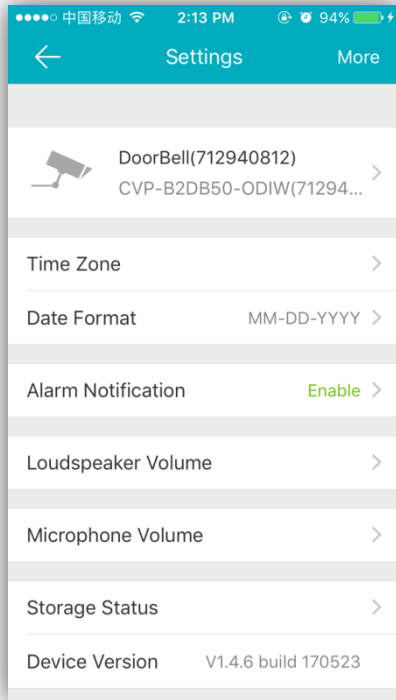 中国移动 2:13 PM 94%
Settings More
DoorBell(712940812)
CVP-B2DB50-ODIW(71294...
Time Zone
Date Format MM-DD-YYYY
Alarm Notification Enable
Loudspeaker Volume
Microphone Volume
Storage Status
Device Version V1.4.6 build 170523